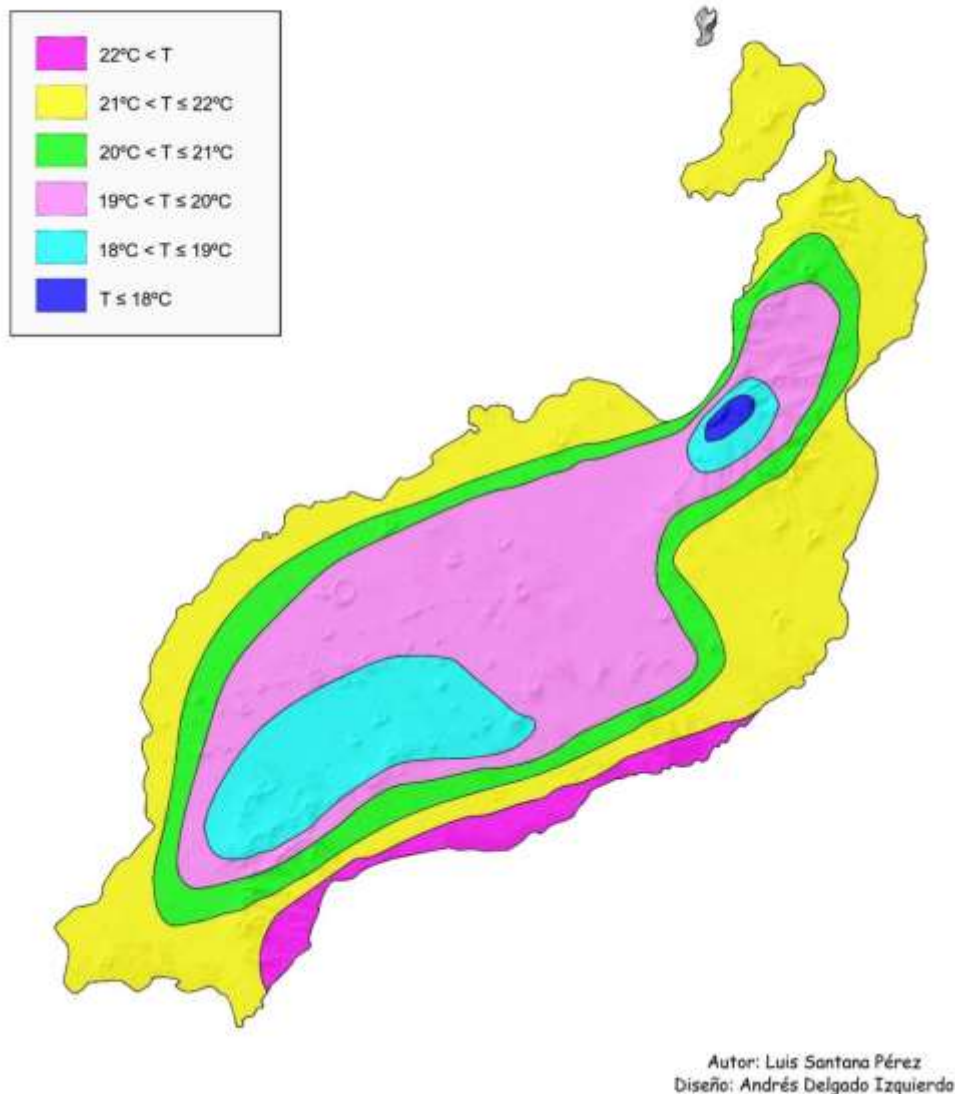 22ºC < T
21ºC < T ≤ 22ºC
20ºC < T ≤ 21ºC
19ºC < T ≤ 20ºC
18ºC < T ≤ 19ºC
T ≤ 18ºC
Autor: Luis Santana Pérez
Diseño: Andrés Delgado Izquierdo